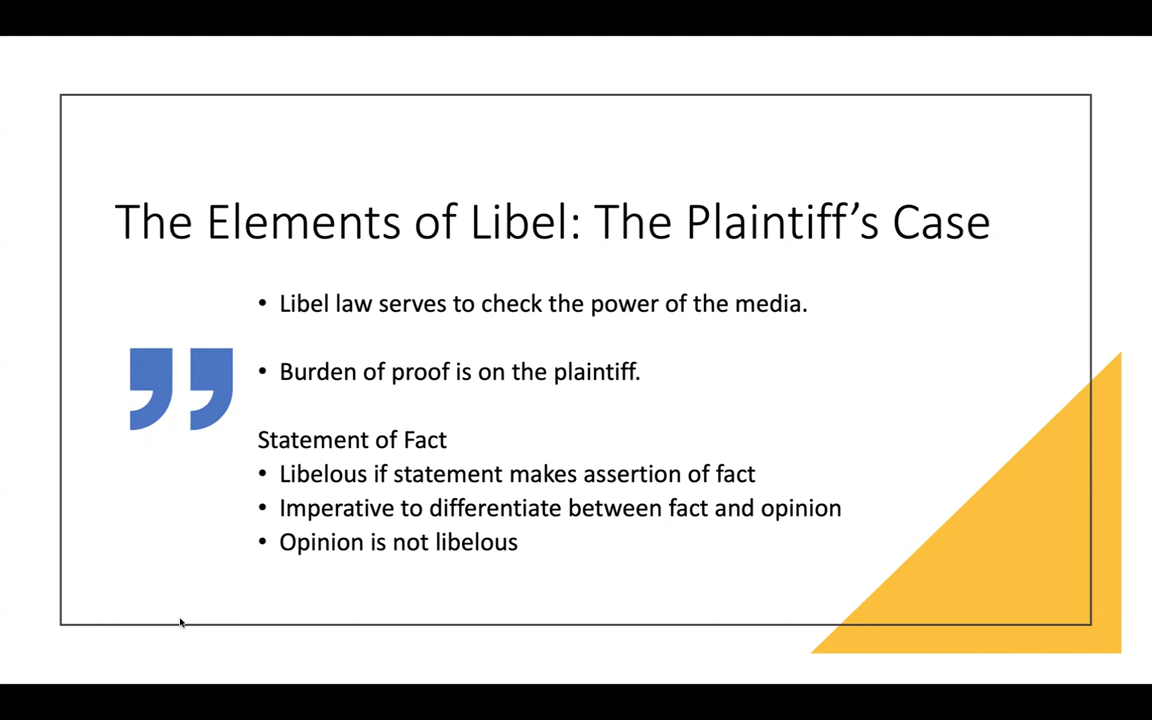 The Elements of Libel: The Plaintiff’s Case
• Libel law serves to check the power of the media.
• Burden of proof is on the plaintiff.
Statement of Fact
• Libelous if statement makes assertion of fact
• Imperative to differentiate between fact and opinion
• Opinion is not libelous